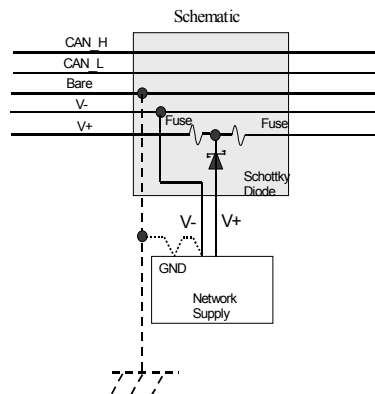 Schematic
CAN_H
CAN_L
Bare
V-
Fuse
V+
Fuse
Schottky
Diode
V-
V+
GND
Network
Supply